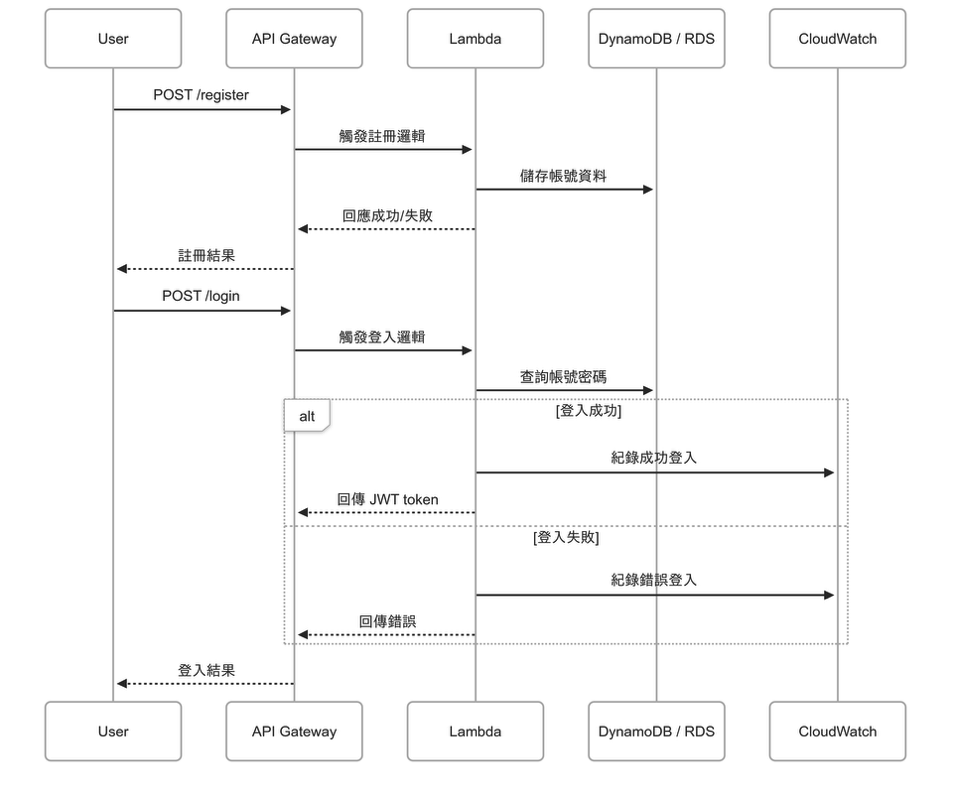 User
API Gateway
Lambda
DynamoDB / RDS
CloudWatch
POST /register
觸發註冊邏輯
儲存帳號資料
回應成功/失敗
註冊結果
POST /login
觸發登入邏輯
查詢帳號密碼
alt
[登入成功]
紀錄成功登入
回傳 JWT token
[登入失敗]
紀錄錯誤登入
回傳錯誤
登入結果
User
API Gateway
Lambda
DynamoDB / RDS
CloudWatch